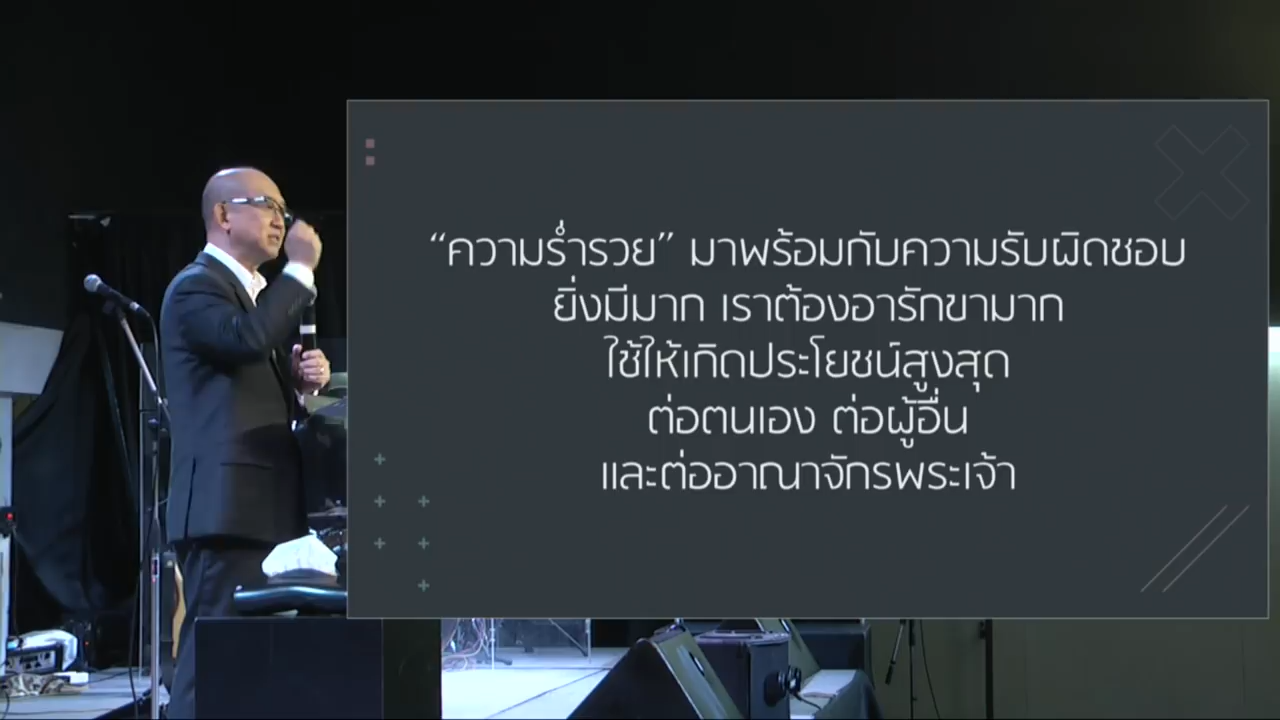 “ความร่ำรวย” มาพร้อมกับความรับผิดชอบ
ยิ่งมีมาก เราต้องอารักขามาก
ใช้ให้เกิดประโยชน์สูงสุด
ต่อตนเอง ต่อผู้อื่น
และต่ออาณาจักรพระเจ้า